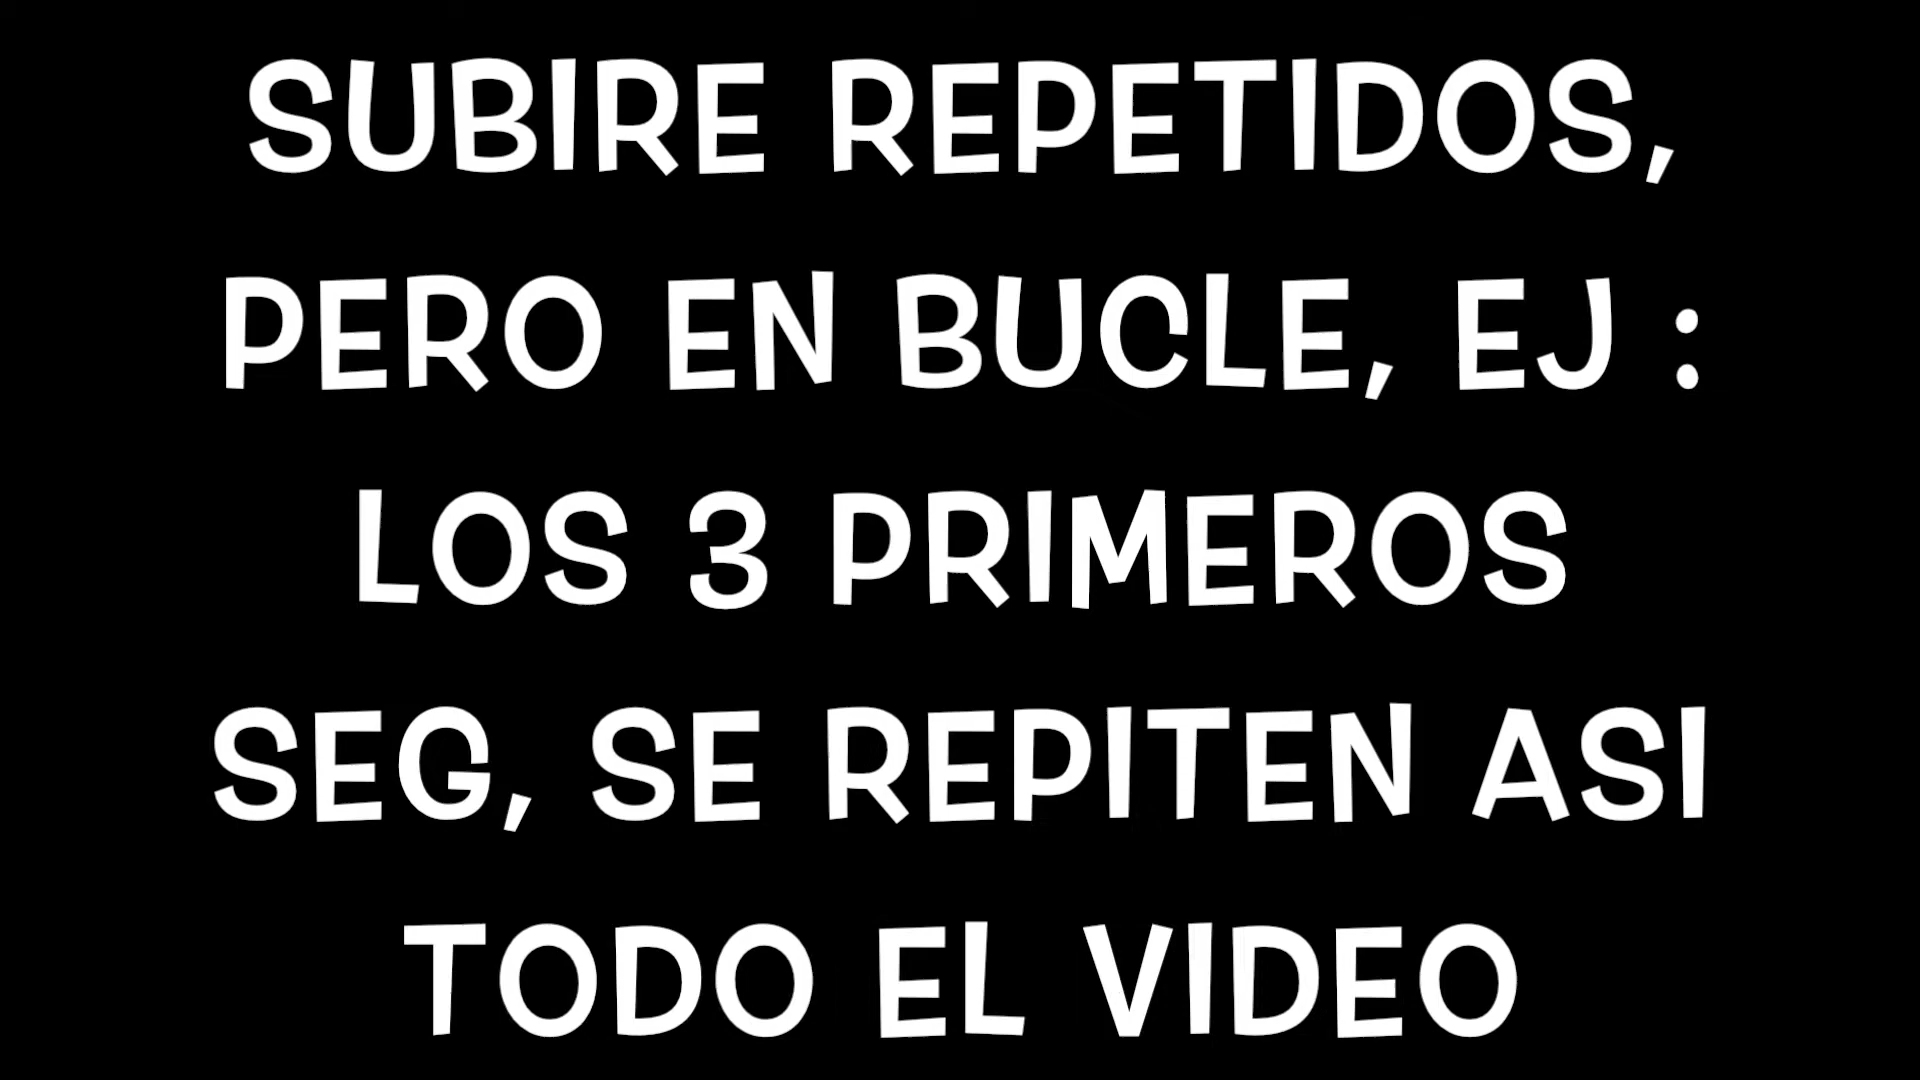 SUBIRE REPETIDOS,
PERO EN BUCLE, EJ :
LOS 3 PRIMEROS
SEG, SE REPITEN ASI
TODO EL VIDEO